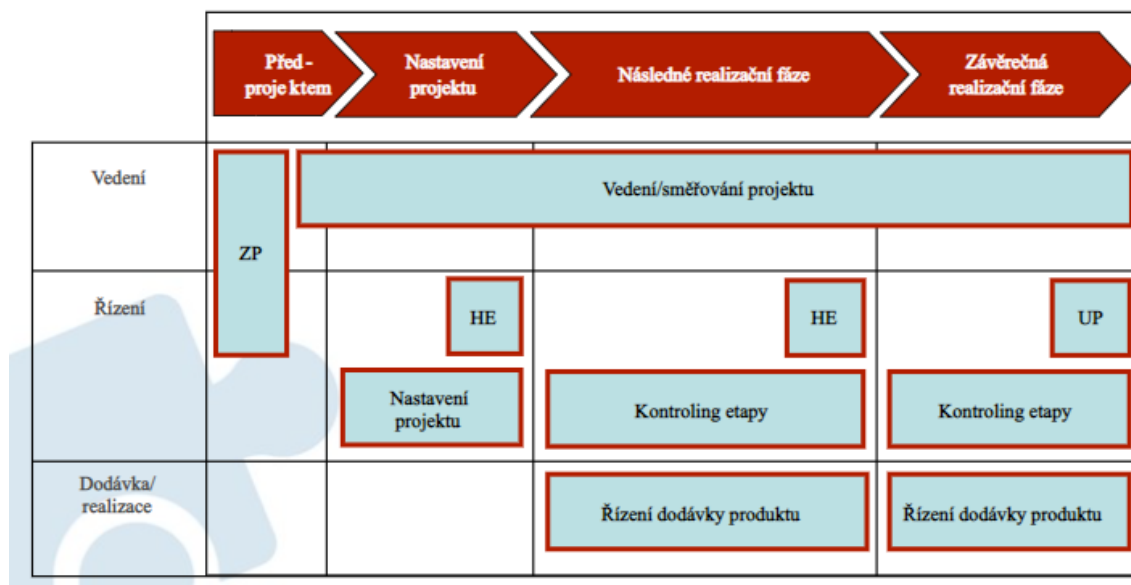 Před -
proje ktem
Nastavení
projektu
Následné realizační fáze
Závěrečná
realizační fáze
Vedení
ZP
Vedení/směřování projektu
Řízení
HE
HE
UP
Nastavení
projektu
Kontroling etapy
Kontroling etapy
Dodávka/
realizace
Řízení dodávky produktu
Řízení dodávky produktu